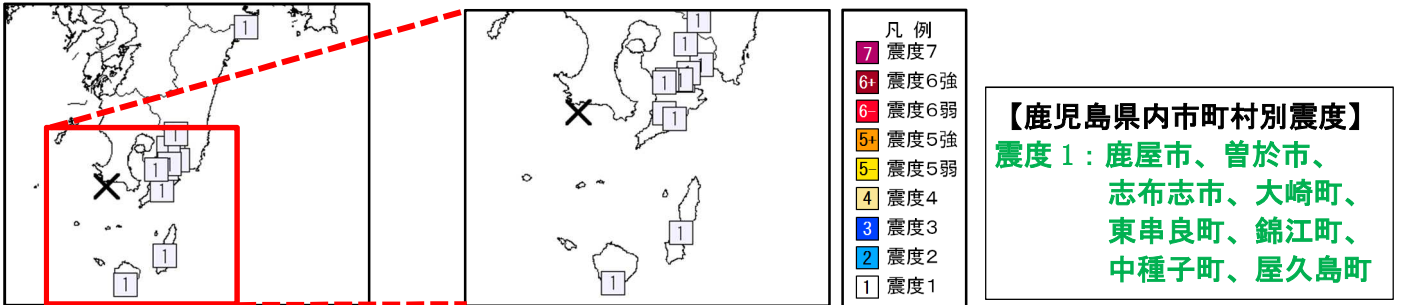 1
1
1
1
1
1
1
1
1
1
1
1
1
1
凡 例
7 震度7
6+ 震度6強
6- 震度6弱
5+ 震度5強
5- 震度5弱
4 震度4
3 震度3
2 震度2
1 震度1
【鹿児島県内市町村別震度】
震度1：鹿屋市、曽於市、
志布志市、大崎町、
東串良町、錦江町、
中種子町、屋久島町